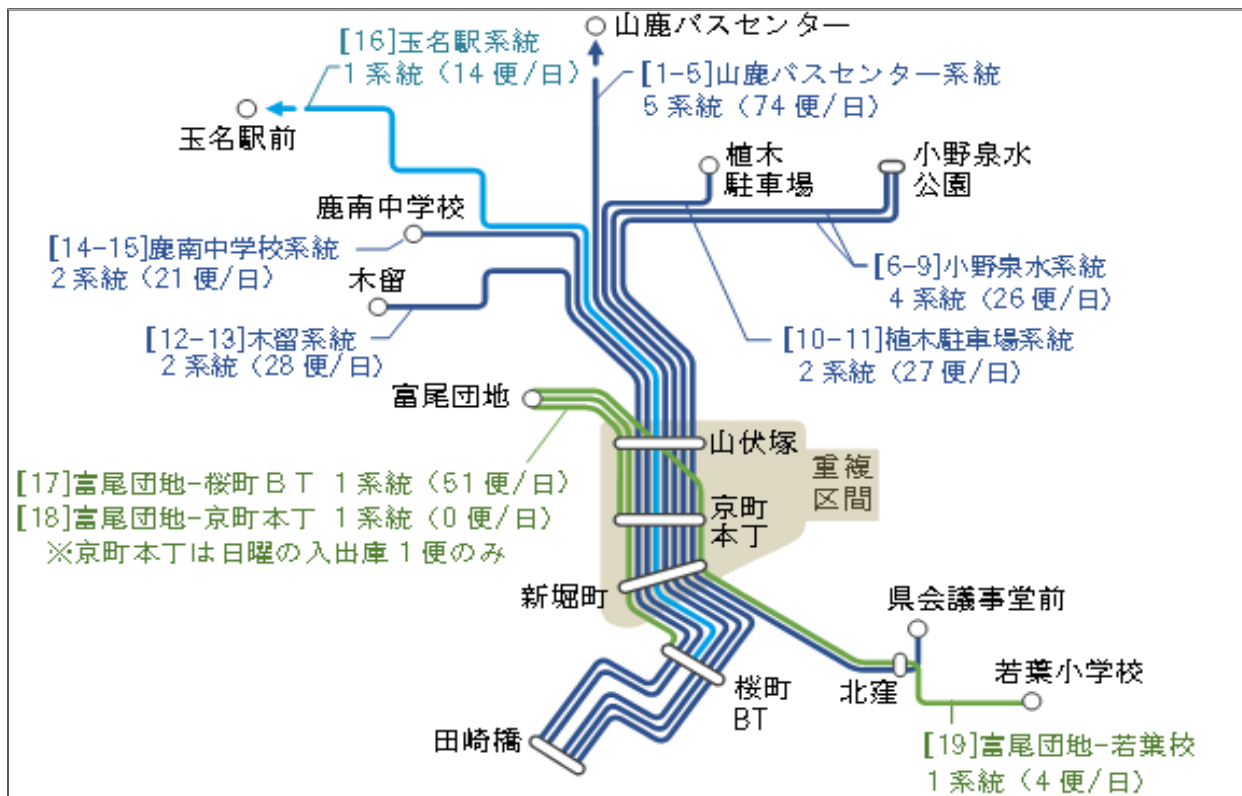 山鹿バスセンター
[16]玉名駅系統
1系統（14便/日）
[1-5]山鹿バスセンター系統
5系統（74便/日）
玉名駅前
植木
駐車場
小野泉水
公園
鹿南中学校
[14-15]鹿南中学校系統
2系統（21便/日）
[6-9]小野泉水系統
4系統（26便/日）
木留
[12-13]木留系統
2系統（28便/日）
[10-11]植木駐車場系統
2系統（27便/日）
富尾団地
山伏塚
重複
区間
[17]富尾団地-桜町BT 1系統（51便/日）
[18]富尾団地-京町本丁 1系統（0便/日）
※京町本丁は日曜の入出庫1便のみ
京町
本丁
新堀町
県会議事堂前
北窪
若葉小学校
桜町
BT
田崎橋
[19]富尾団地-若葉校
1系統（4便/日）